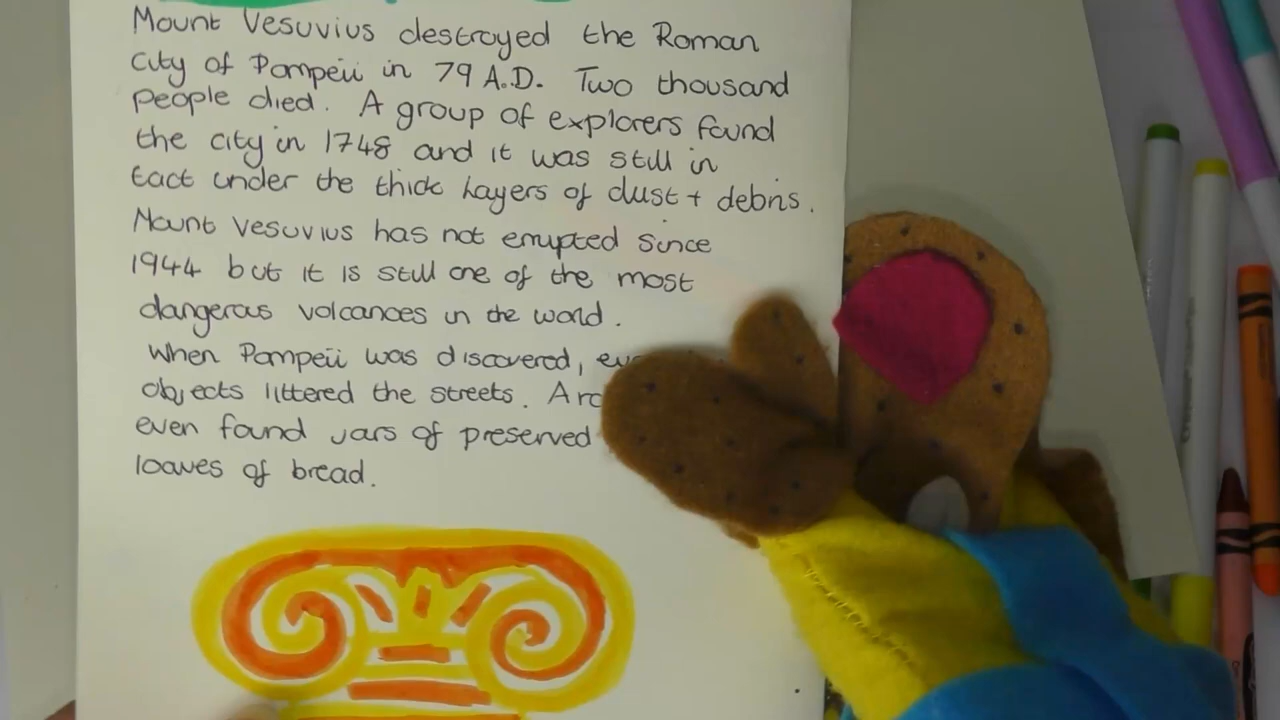 Mount Vesuvius destroyed the Roman
City of Pompeii in 79 A.D. Two thousand
people died. A group of explorers found
the city in 1748 and it was still in
tact under the thick layers of dust + debris.
Mount Vesuvius has not errupted since
1944 but it is still one of the most
dangerous volcanoes in the world.
When Pompeii was discovered,
objects littered the streets.
even found jars of preserved
loaves of bread.